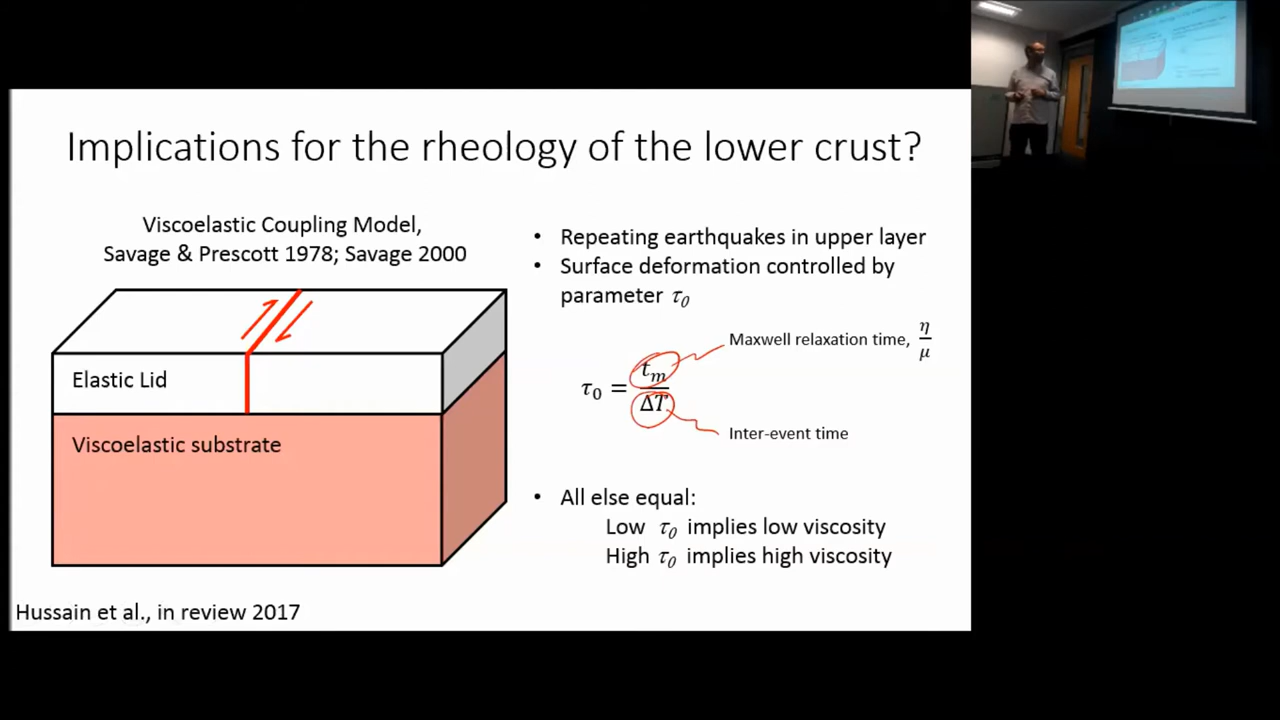 Implications for the rheology of the lower crust?
Viscoelastic Coupling Model,
Savage & Prescott 1978; Savage 2000
Elastic Lid
Viscoelastic substrate
• Repeating earthquakes in upper layer
• Surface deformation controlled by
parameter τ₀
Maxwell relaxation time, η/μ
τ₀ = tₘ/ΔT
Inter-event time
• All else equal:
Low τ₀ implies low viscosity
High τ₀ implies high viscosity
Hussain et al., in review 2017